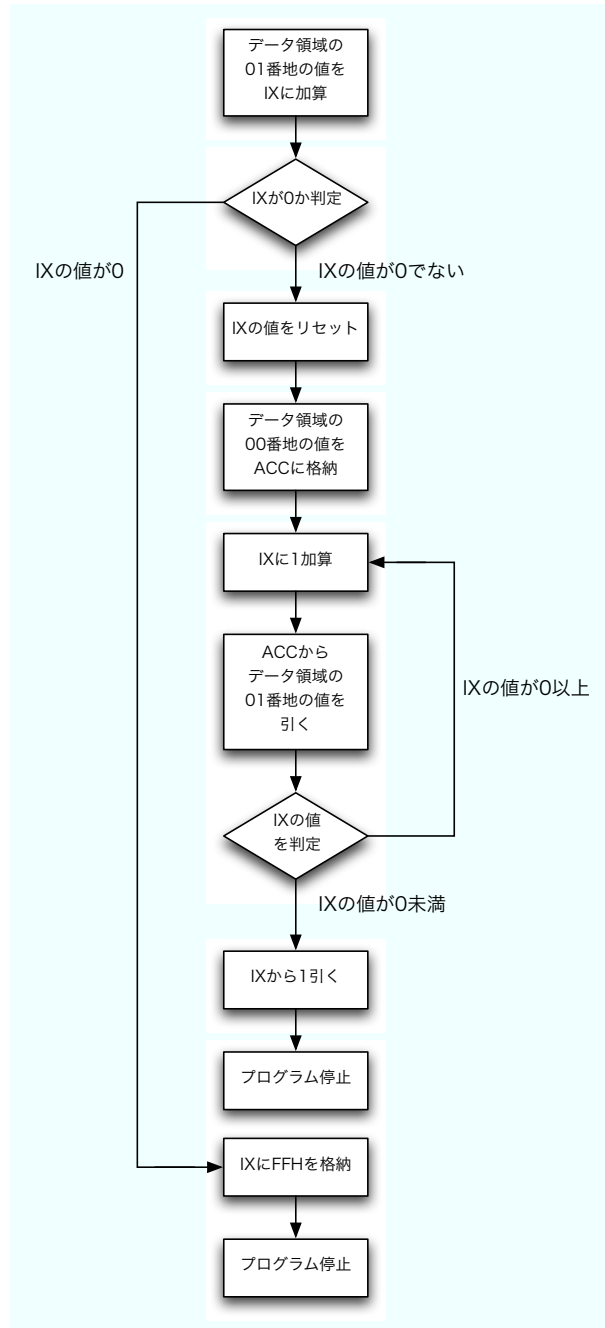 データ領域の
01番地の値を
IXに加算
IXが0か判定
IXの値が0
IXの値が0でない
IXの値をリセット
データ領域の
00番地の値を
ACCに格納
IXに1加算
ACCから
データ領域の
01番地の値を
引く
IXの値が0以上
IXの値
を判定
IXの値が0未満
IXから1引く
プログラム停止
IXにFFHを格納
プログラム停止